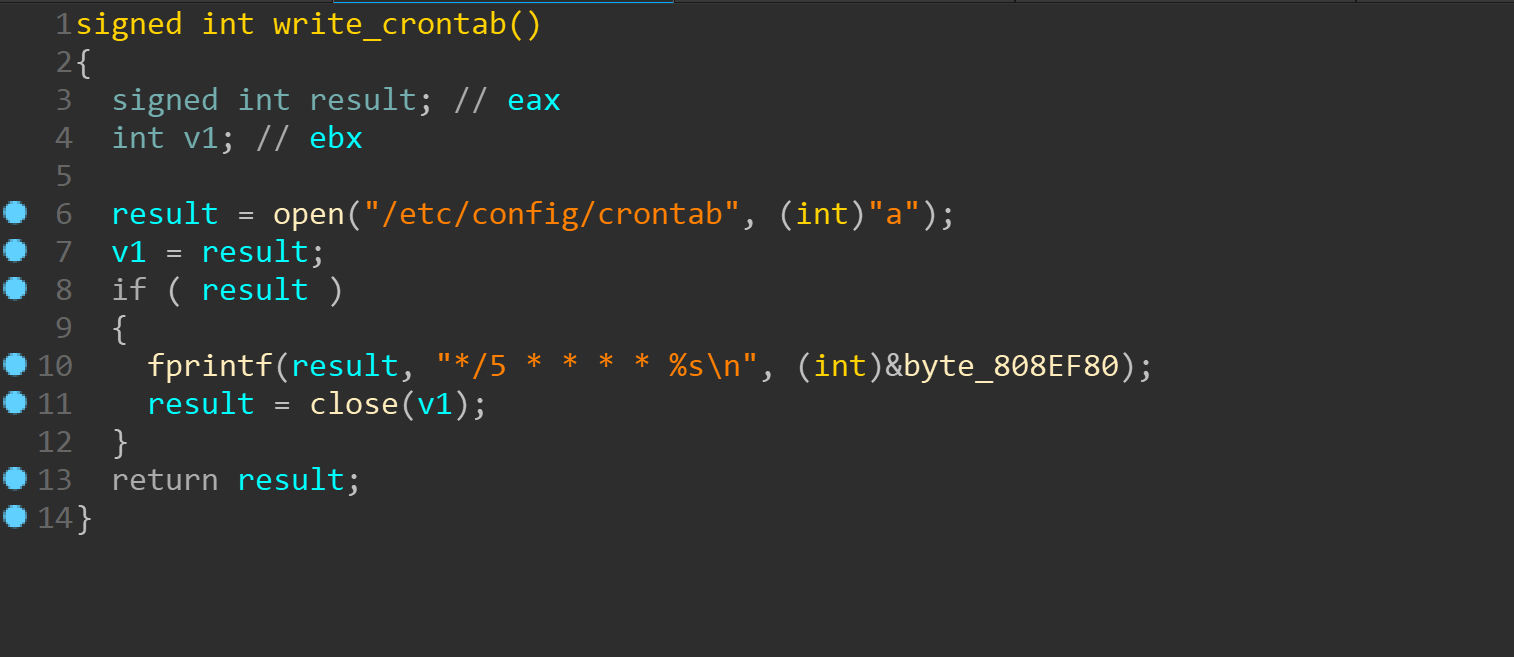 1 signed int write_crontab()
2 {
3   signed int result; // eax
4   int v1; // ebx
5
6   result = open("/etc/config/crontab", (int)"a");
7   v1 = result;
8   if ( result )
9   {
10     fprintf(result, "*/5 * * * * %s\n", (int)&byte_808EF80);
11     result = close(v1);
12   }
13   return result;
14 }